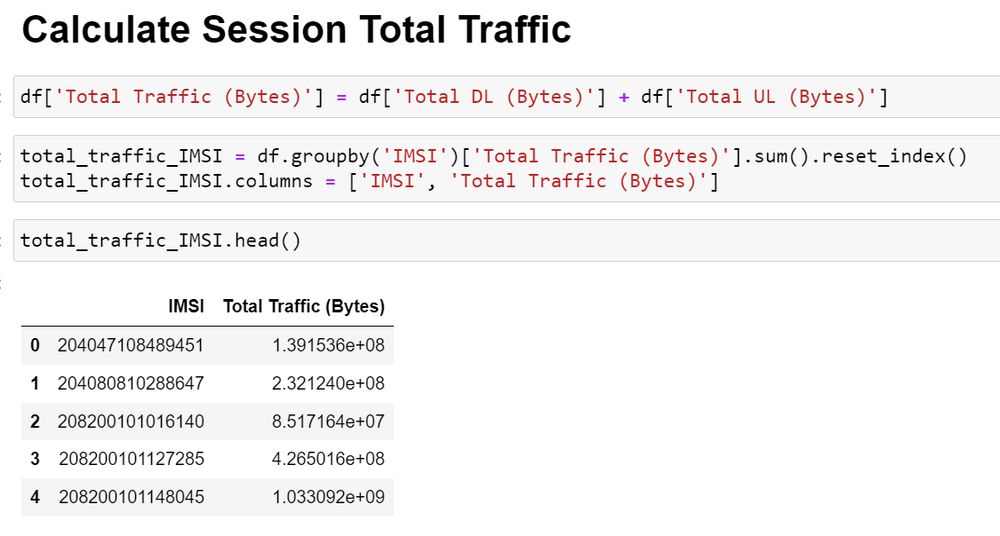 Calculate Session Total Traffic
df['Total Traffic (Bytes)'] = df['Total DL (Bytes)'] + df['Total UL (Bytes)']
total_traffic_IMSI = df.groupby('IMSI')['Total Traffic (Bytes)'].sum().reset_index()
total_traffic_IMSI.columns = ['IMSI', 'Total Traffic (Bytes)']
total_traffic_IMSI.head()
IMSI Total Traffic (Bytes)
0 204047108489451 1.391536e+08
1 204080810288647 2.321240e+08
2 208200101016140 8.517164e+07
3 208200101127285 4.265016e+08
4 208200101148045 1.033092e+09